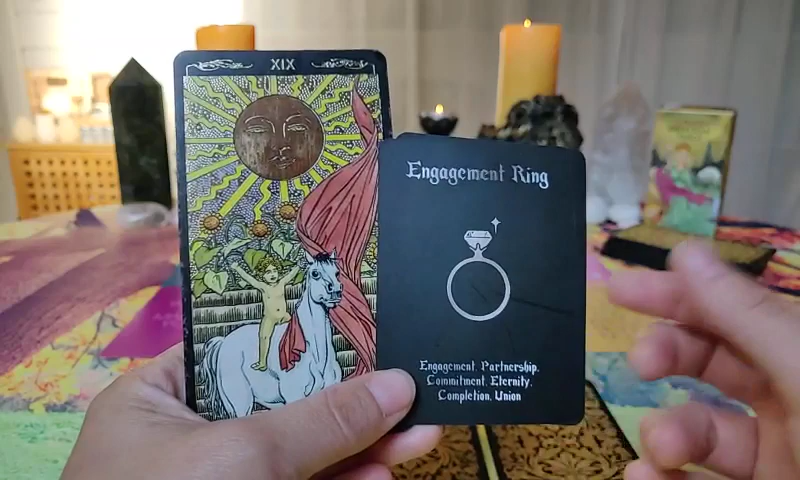 XIX
Engagement Ring
Engagement, Partnership,
Commitment, Eternity,
Completion, Union